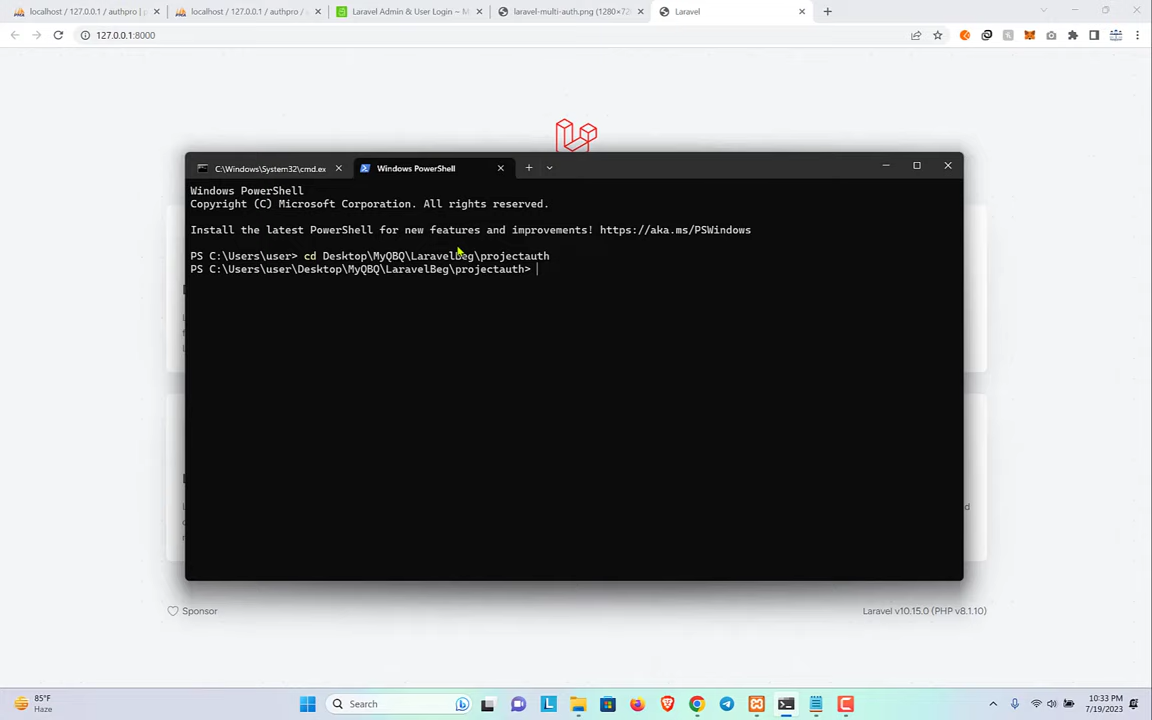 localhost / 127.0.0.1 / authpro | p
localhost / 127.0.0.1 / authpro /
Laravel Admin & User Login ~ M
laravel-multi-auth.png (1280×72
Laravel
127.0.0.1:8000
C:\Windows\System32\cmd.ex
Windows PowerShell
Windows PowerShell
Copyright (C) Microsoft Corporation. All rights reserved.
Install the latest PowerShell for new features and improvements! https://aka.ms/PSWindows
PS C:\Users\user> cd Desktop\MyQBQ\LaravelBeg\projectauth
PS C:\Users\user\Desktop\MyQBQ\LaravelBeg\projectauth>
Sponsor
Laravel v10.15.0 (PHP v8.1.10)
85°F
Haze
Search
10:33 PM
7/19/2023